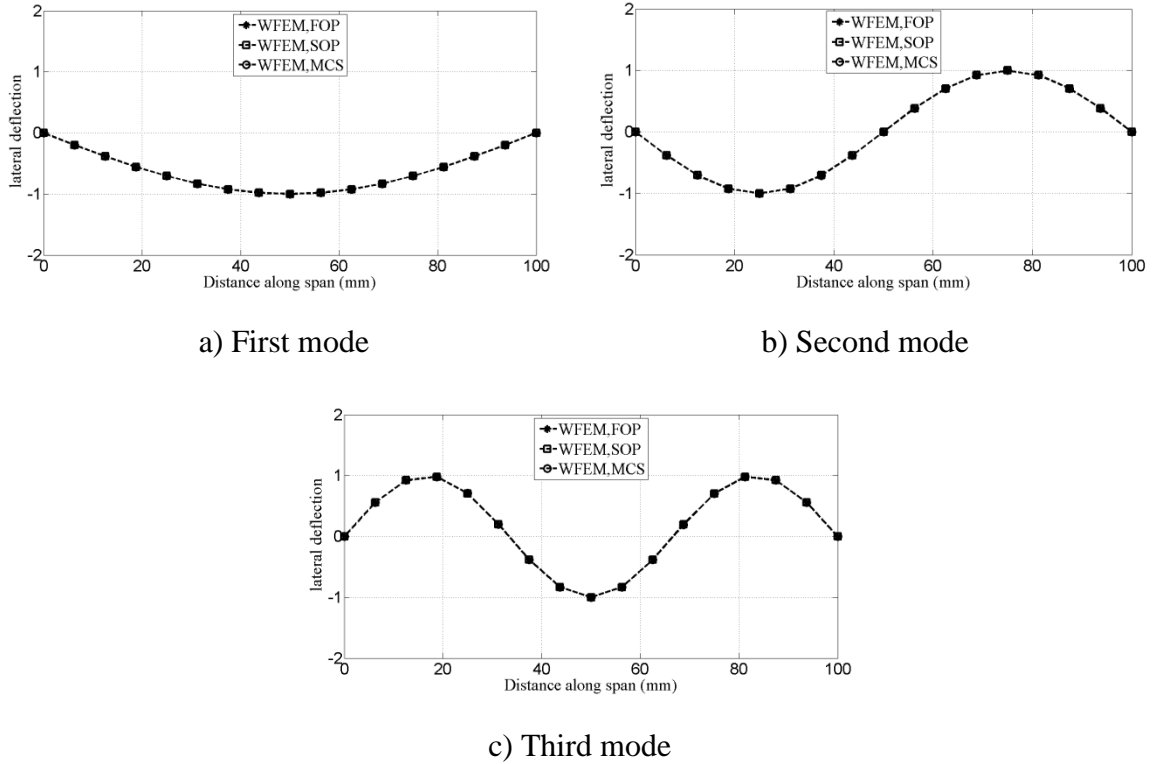 2
WFEM,FOP
WFEM,SOP
WFEM,MCS
1
0
-1
-2
lateral deflection
0 20 40 60 80 100
Distance along span (mm)
a) First mode
2
WFEM,FOP
WFEM,SOP
WFEM,MCS
1
0
-1
-2
lateral deflection
0 20 40 60 80 100
Distance along span (mm)
b) Second mode
2
WFEM,FOP
WFEM,SOP
WFEM,MCS
1
0
-1
-2
lateral deflection
0 20 40 60 80 100
Distance along span (mm)
c) Third mode